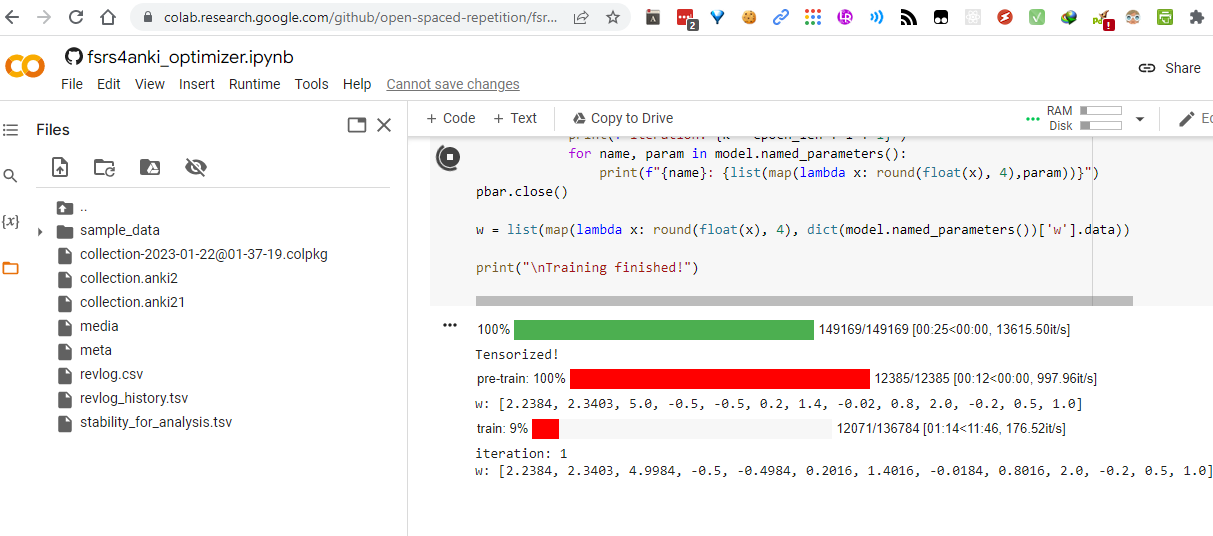 colab.research.google.com/github/open-spaced-repetition/fsr...
2
fsrs4anki_optimizer.ipynb
File Edit View Insert Runtime Tools Help Cannot save changes
Share
Files
+ Code + Text Copy to Drive
RAM
Disk
{x}
..
sample_data
collection-2023-01-22@01-37-19.colpkg
collection.anki2
collection.anki21
media
meta
revlog.csv
revlog_history.tsv
stability_for_analysis.tsv
for name, param in model.named_parameters():
print(f"{name}: {list(map(lambda x: round(float(x), 4),param))}")
pbar.close()
w = list(map(lambda x: round(float(x), 4), dict(model.named_parameters())['w'].data))
print("\nTraining finished!")
100% 149169/149169 [00:25<00:00, 13615.50it/s]
Tensorized!
pre-train: 100% 12385/12385 [00:12<00:00, 997.96it/s]
w: [2.2384, 2.3403, 5.0, -0.5, -0.5, 0.2, 1.4, -0.02, 0.8, 2.0, -0.2, 0.5, 1.0]
train: 9% 12071/136784 [01:14<11:46, 176.52it/s]
iteration: 1
w: [2.2384, 2.3403, 4.9984, -0.5, -0.4984, 0.2016, 1.4016, -0.0184, 0.8016, 2.0, -0.2, 0.5, 1.0]